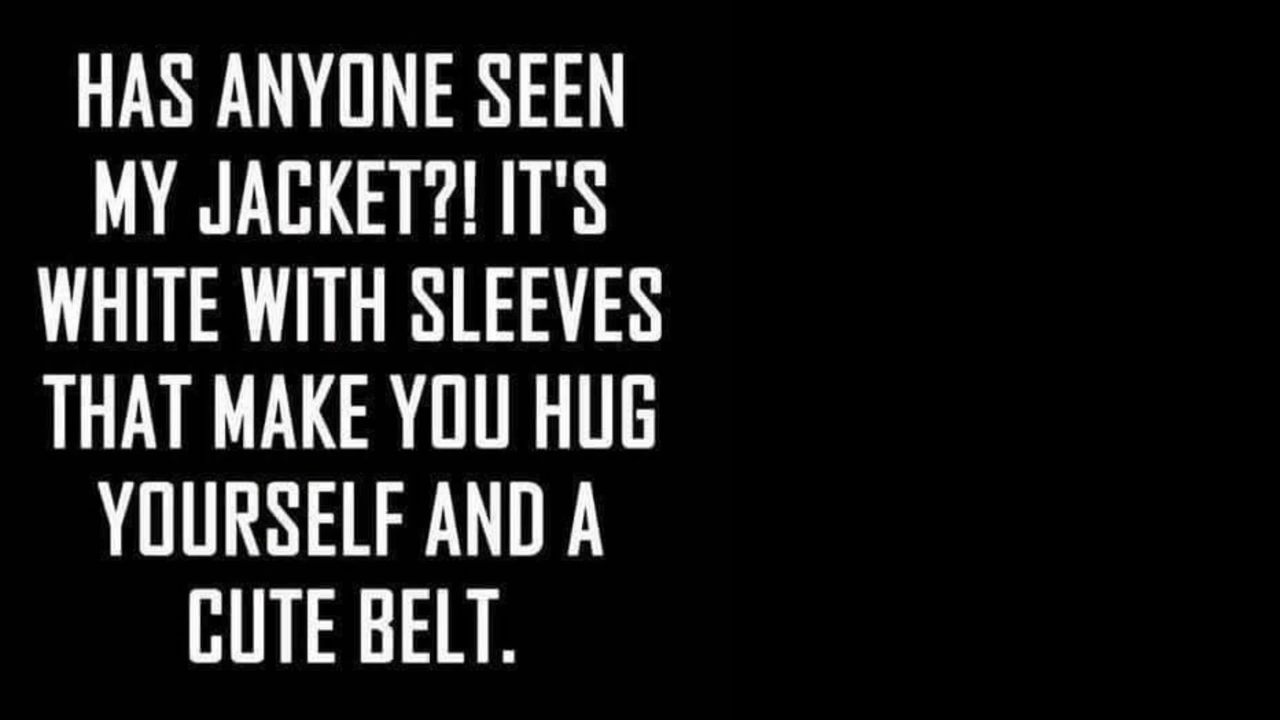 HAS ANYONE SEEN
MY JACKET?! IT'S
WHITE WITH SLEEVES
THAT MAKE YOU HUG
YOURSELF AND A
CUTE BELT.